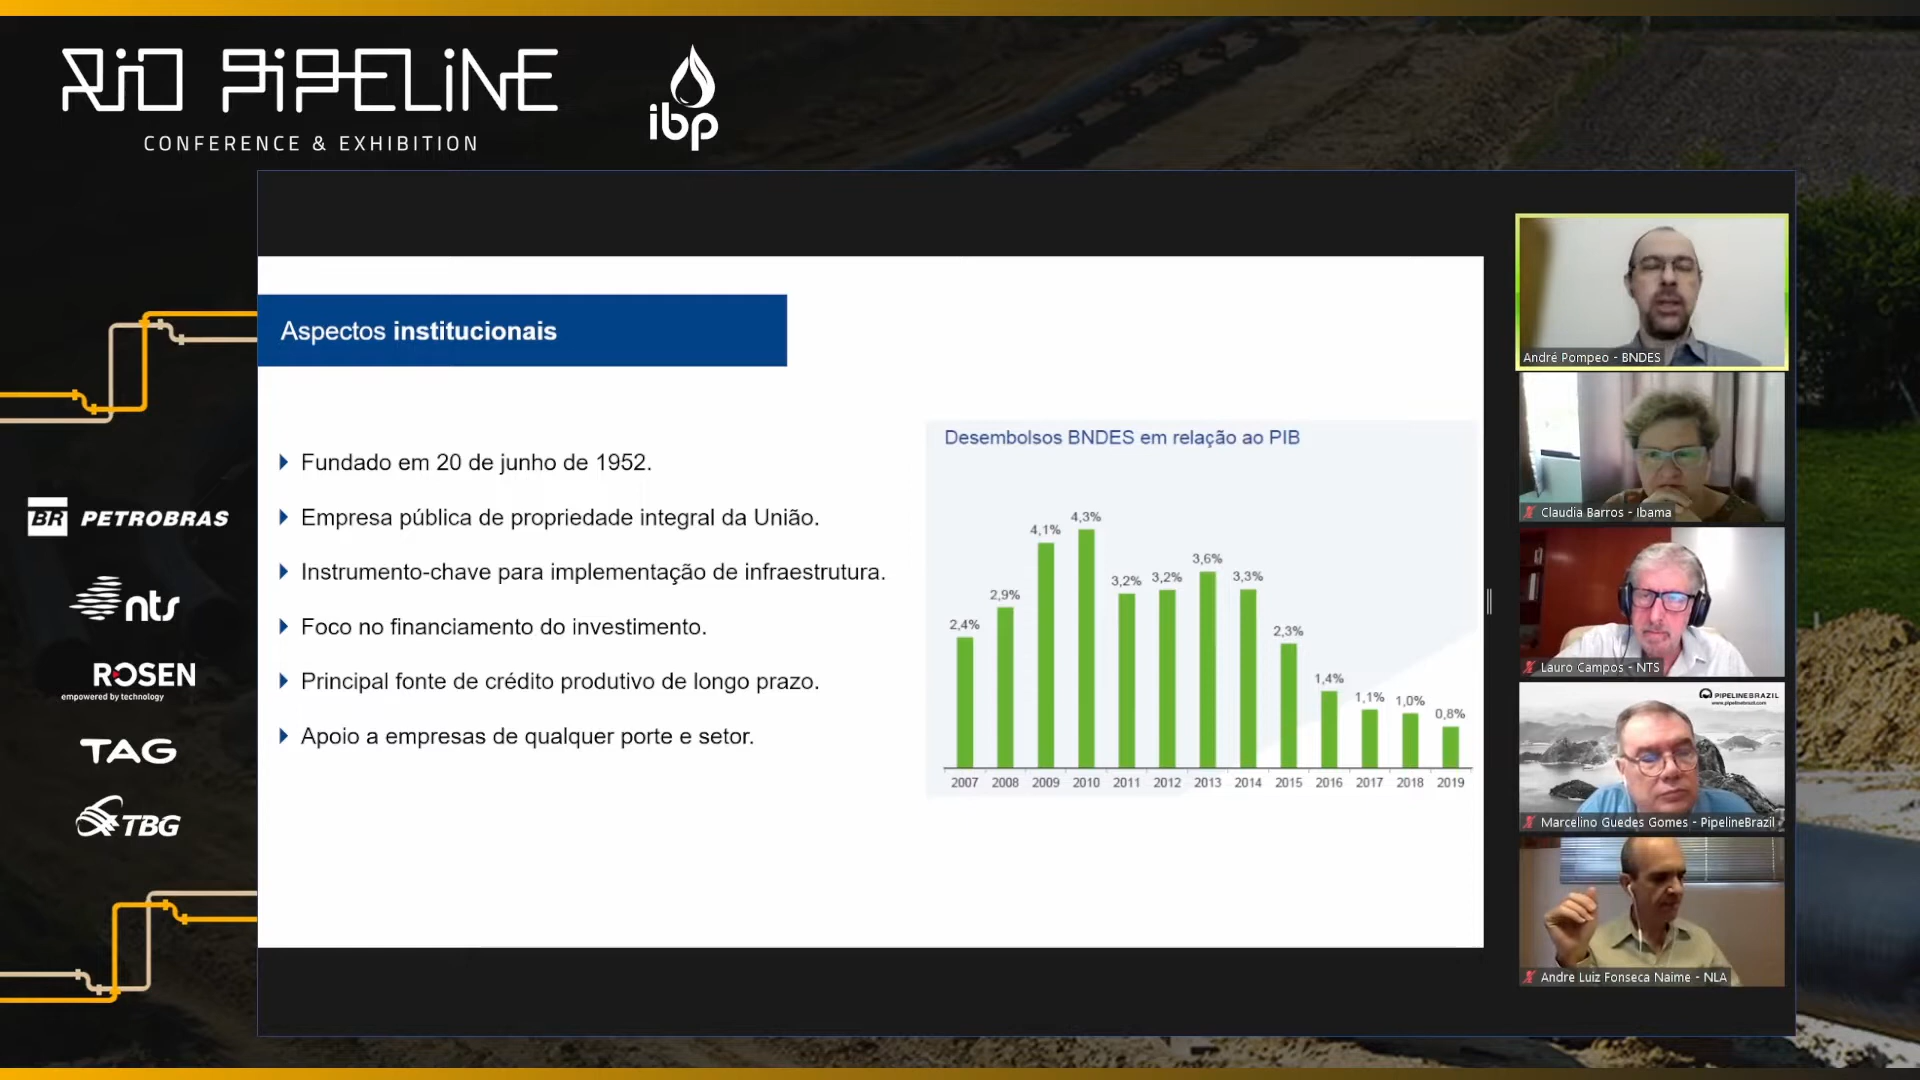 RIO PIPELINE
CONFERENCE & EXHIBITION
ibp
BR PETROBRAS
nts
ROSEN
empowered by technology
TAG
TBG
Aspectos institucionais
Fundado em 20 de junho de 1952.
Empresa pública de propriedade integral da União.
Instrumento-chave para implementação de infraestrutura.
Foco no financiamento do investimento.
Principal fonte de crédito produtivo de longo prazo.
Apoio a empresas de qualquer porte e setor.
Desembolsos BNDES em relação ao PIB
2,4% 2,9% 4,1% 4,3% 3,2% 3,2% 3,6% 3,3% 2,3% 1,4% 1,1% 1,0% 0,8%
2007 2008 2009 2010 2011 2012 2013 2014 2015 2016 2017 2018 2019
André Pompeo - BNDES
Claudia Barros - Ibama
Lauro Campos - NTS
PIPELINEBRAZIL
www.pipelinebrazil.com
Marcelino Guedes Gomes - PipelineBrazil
Andre Luiz Fonseca Naime - NLA